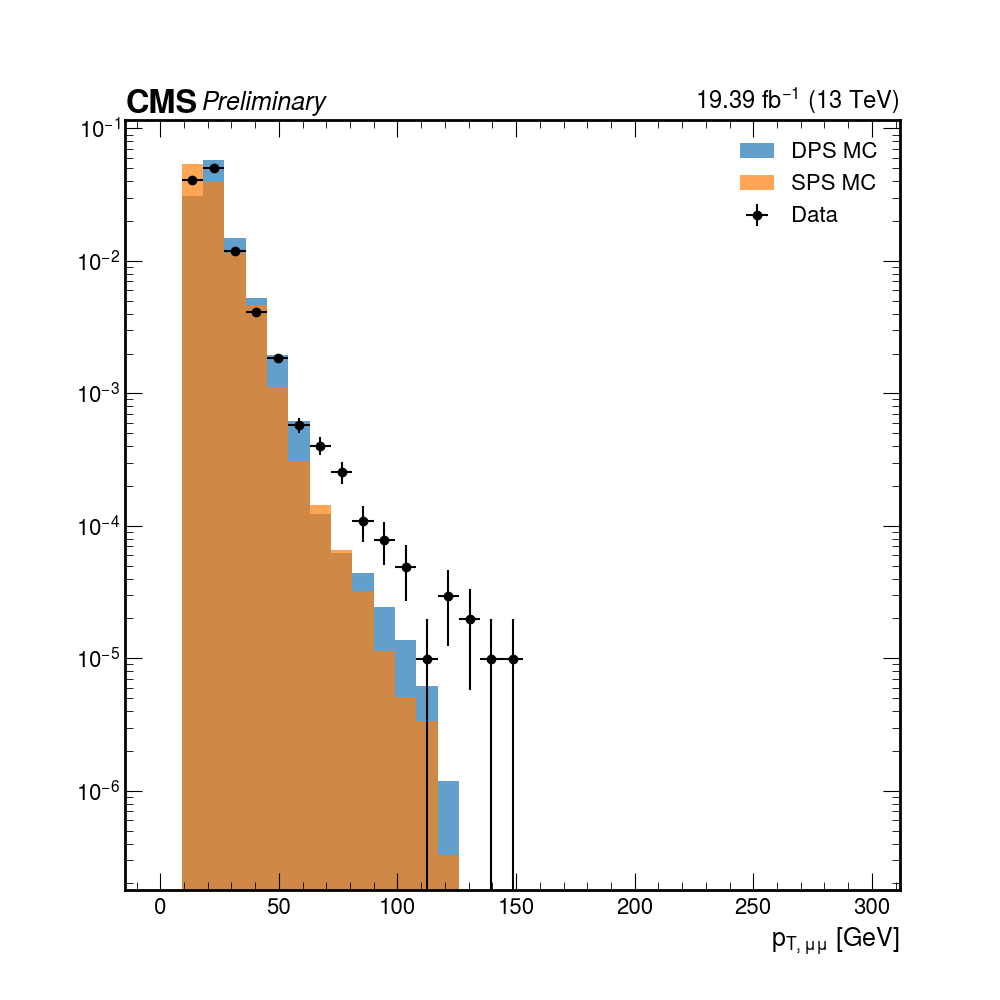 CMS Preliminary 19.39 fb⁻¹ (13 TeV)
DPS MC
SPS MC
Data
10⁻¹
10⁻²
10⁻³
10⁻⁴
10⁻⁵
10⁻⁶
0 50 100 150 200 250 300
p_{T, μμ} [GeV]